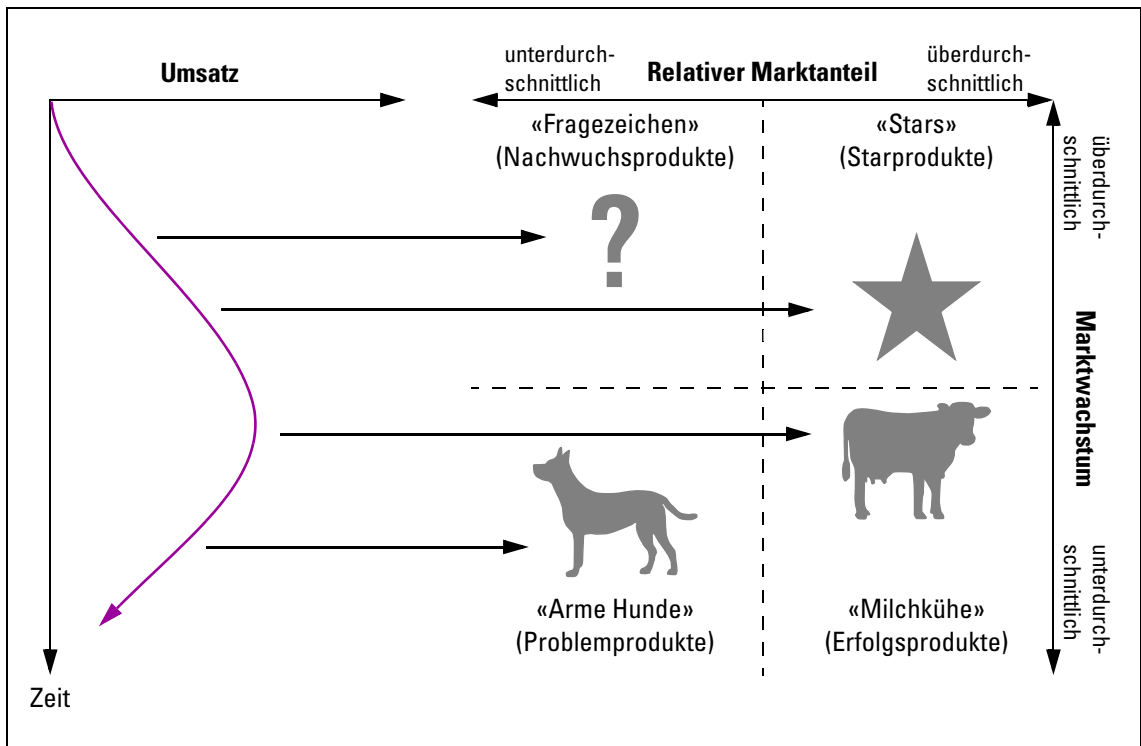 Umsatz
unterdurch-
schnittlich
Relativer Marktanteil
überdurch-
schnittlich
«Fragezeichen»
(Nachwuchsprodukte)
«Stars»
(Starprodukte)
überdurch-
schnittlich
?
Marktwachstum
«Arme Hunde»
(Problemprodukte)
«Milchkühe»
(Erfolgsprodukte)
unterdurch-
schnittlich
Zeit